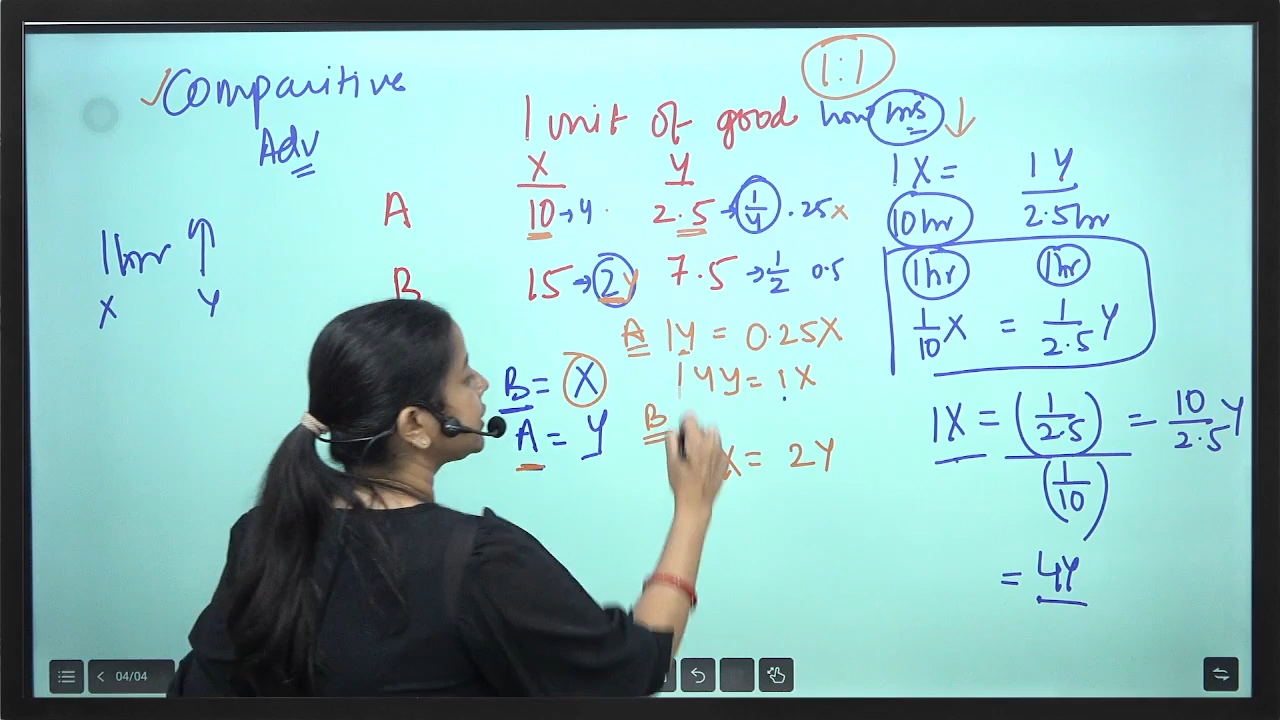 1:1
✓Comparitive
Adv
1 unit of good how
X Y
A 10→4 2.5→1/4 .25x
B 15→2Y 7.5→1/2 0.5
1hr ↑
X Y
1X = 1Y
10hr 2.5hr
1hr 1hr
1/10 X = 1/2.5 Y
A 1Y = 0.25X
4Y = 1X
B = X
A = Y
B
X = 2Y
1X = (1/2.5) = 10/2.5 Y
(1/10)
= 4Y
04/04